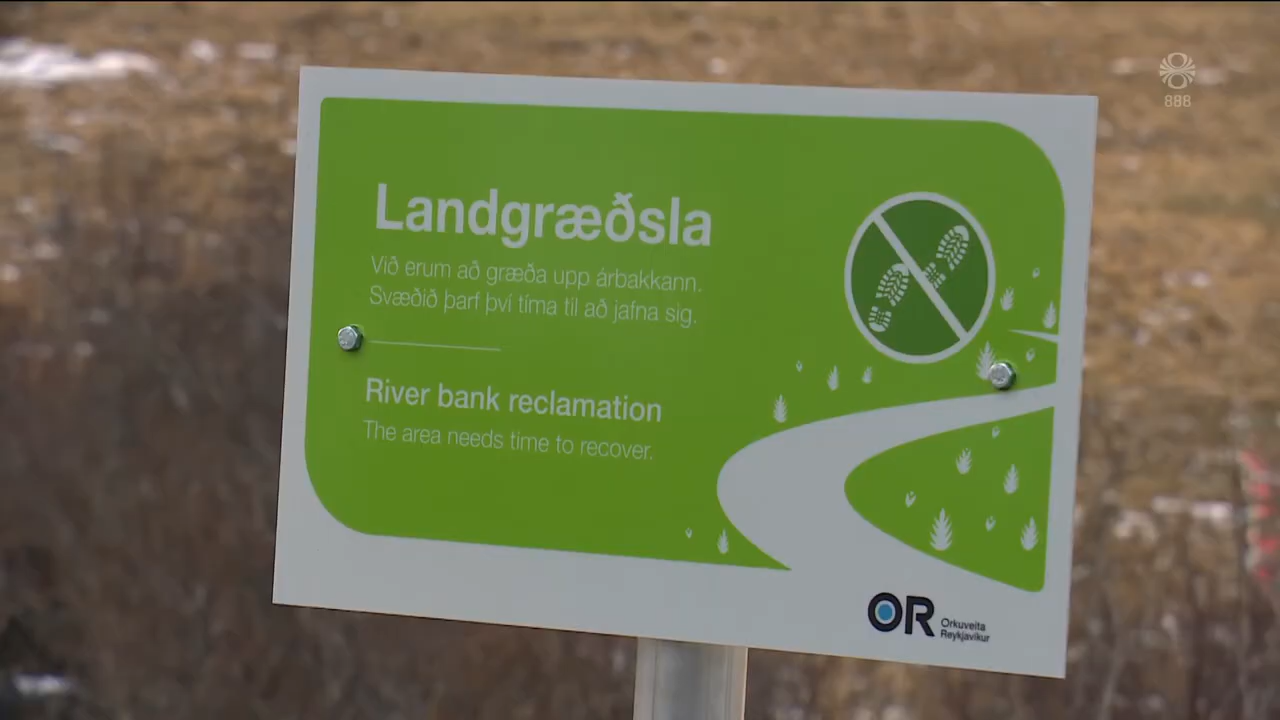 888
Landgræðsla
Við erum að græða upp árbakkann.
Svæðið þarf því tíma til að jafna sig.
River bank reclamation
The area needs time to recover.
OR Orkuveita
Reykjavíkur